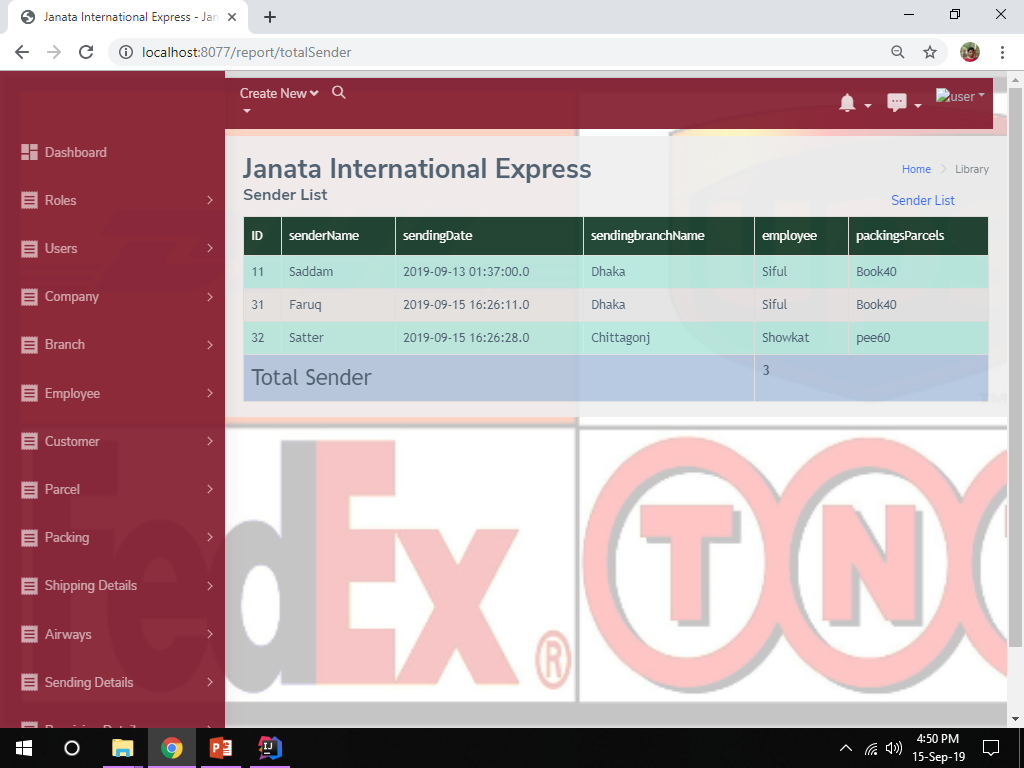 Janata International Express - Jan
localhost:8077/report/totalSender
Create New
user
Dashboard
Roles
Users
Company
Branch
Employee
Customer
Parcel
Packing
Shipping Details
Airways
Sending Details
Janata International Express
Home
Library
Sender List
Sender List
ID senderName sendingDate sendingbranchName employee packingsParcels
11 Saddam 2019-09-13 01:37:00.0 Dhaka Siful Book40
31 Faruq 2019-09-15 16:26:11.0 Dhaka Siful Book40
32 Satter 2019-09-15 16:26:28.0 Chittagonj Showkat pee60
Total Sender 3
FedEx ®
TN
TM
4:50 PM
15-Sep-19